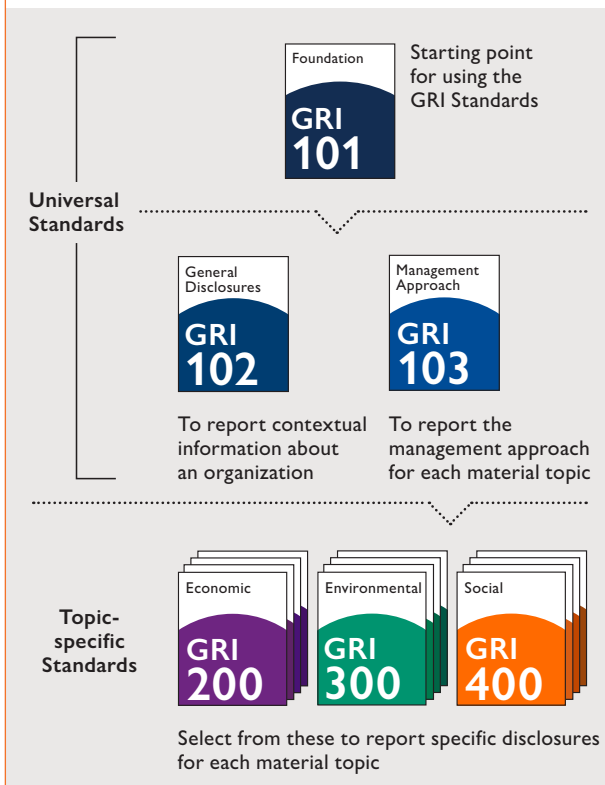 Foundation
GRI
101
Starting point
for using the
GRI Standards
Universal
Standards
General
Disclosures
GRI
102
To report contextual
information about
an organization
Management
Approach
GRI
103
To report the
management approach
for each material topic
Topic-
specific
Standards
Economic
GRI
200
Environmental
GRI
300
Social
GRI
400
Select from these to report specific disclosures
for each material topic